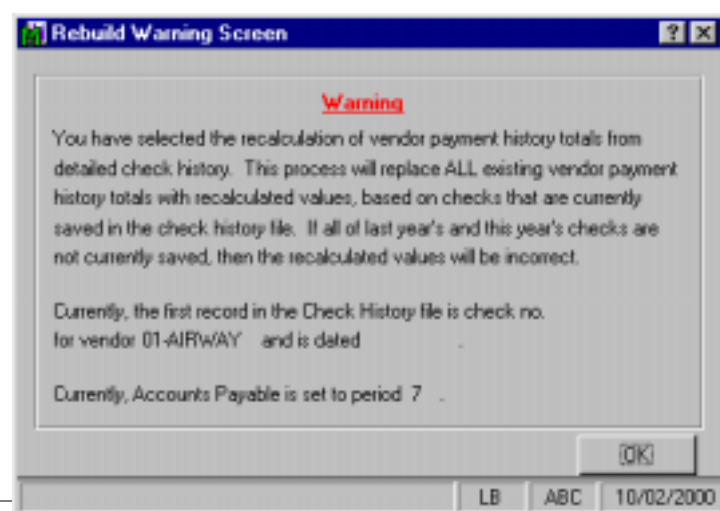 Rebuild Warning Screen
Warning
You have selected the recalculation of vendor payment history totals from
detailed check history. This process will replace ALL existing vendor payment
history totals with recalculated values, based on checks that are currently
saved in the check history file. If all of last year's and this year's checks are
not currently saved, then the recalculated values will be incorrect.
Currently, the first record in the Check History file is check no.
for vendor 01-AIRWAY and is dated .
Currently, Accounts Payable is set to period 7 .
OK
LB ABC 10/02/2000